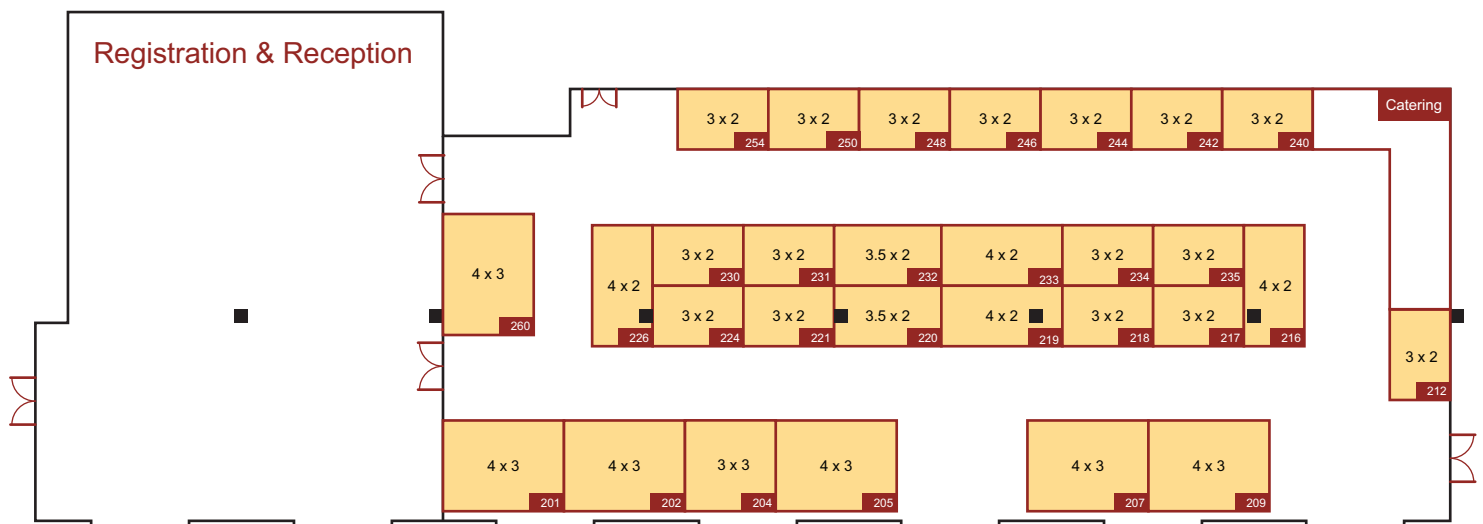 Registration & Reception
Catering
3 x 2
254
3 x 2
250
3 x 2
248
3 x 2
246
3 x 2
244
3 x 2
242
3 x 2
240
4 x 3
260
4 x 2
226
3 x 2
230
3 x 2
231
3.5 x 2
232
4 x 2
233
3 x 2
234
3 x 2
235
4 x 2
216
3 x 2
224
3 x 2
221
3.5 x 2
220
4 x 2
219
3 x 2
218
3 x 2
217
3 x 2
212
4 x 3
201
4 x 3
202
3 x 3
204
4 x 3
205
4 x 3
207
4 x 3
209